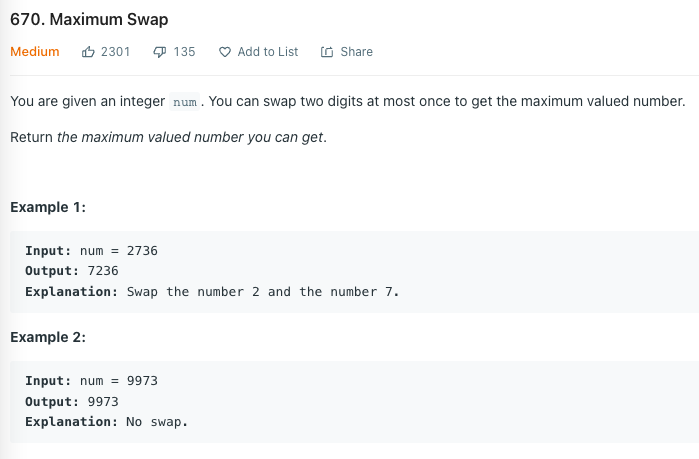 670. Maximum Swap
Medium 2301 135 Add to List Share
You are given an integer num. You can swap two digits at most once to get the maximum valued number.
Return the maximum valued number you can get.
Example 1:
Input: num = 2736
Output: 7236
Explanation: Swap the number 2 and the number 7.
Example 2:
Input: num = 9973
Output: 9973
Explanation: No swap.